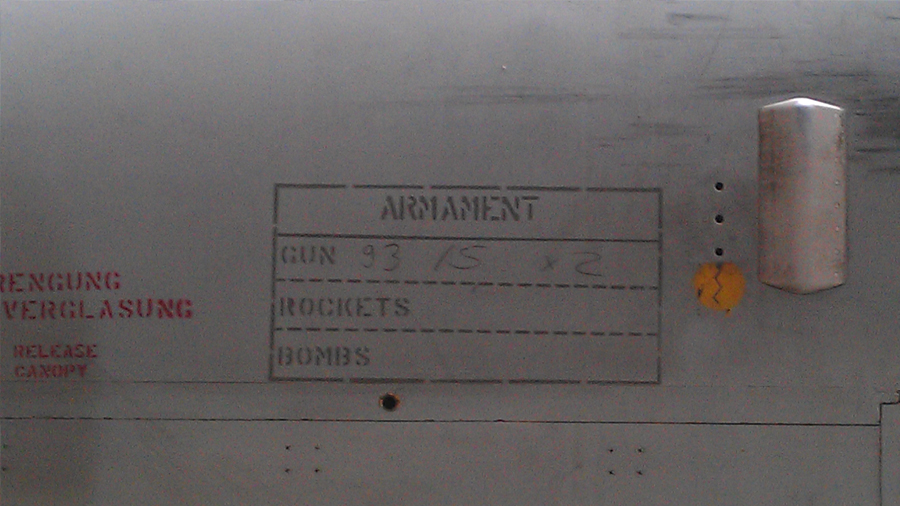 ARMAMENT
GUN 93 15 x2
ROCKETS
BOMBS
RENGUNG
VERGLASUNG
RELEASE
CANOPY